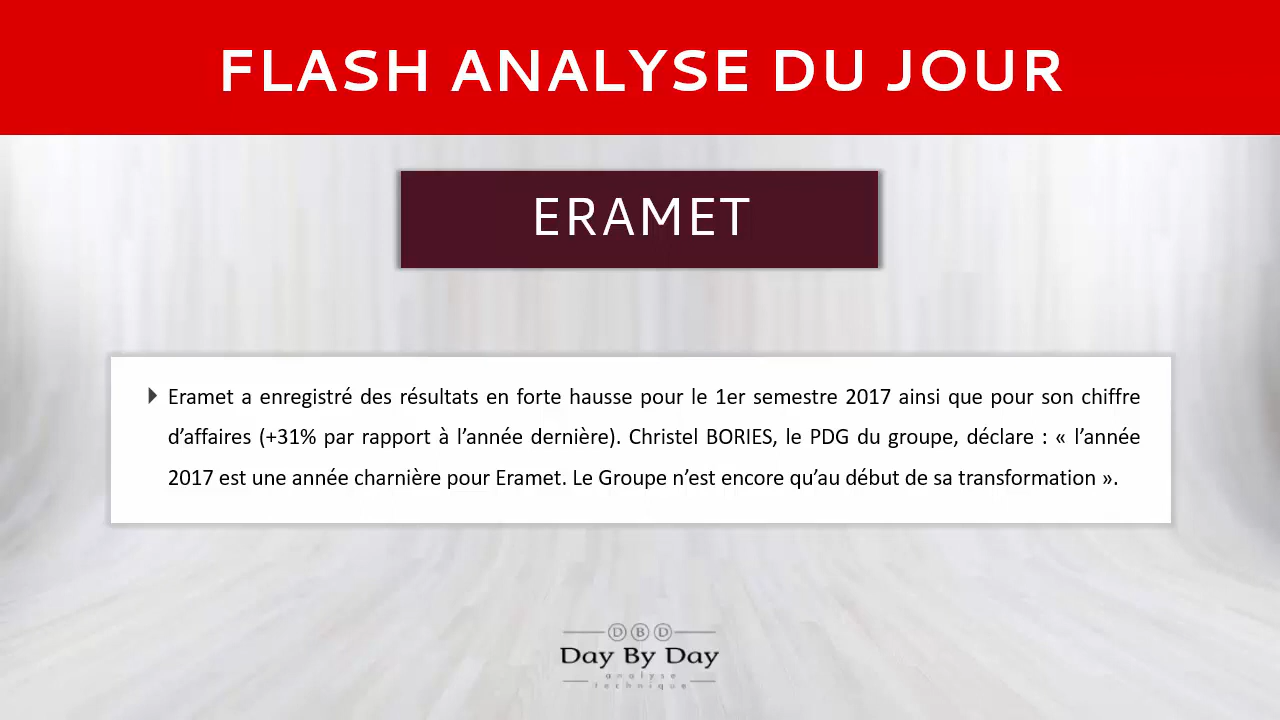 FLASH ANALYSE DU JOUR
ERAMET
Eramet a enregistré des résultats en forte hausse pour le 1er semestre 2017 ainsi que pour son chiffre
d’affaires (+31% par rapport à l’année dernière). Christel BORIES, le PDG du groupe, déclare : « l’année
2017 est une année charnière pour Eramet. Le Groupe n’est encore qu’au début de sa transformation ».
DBD
Day By Day
analyse
technique